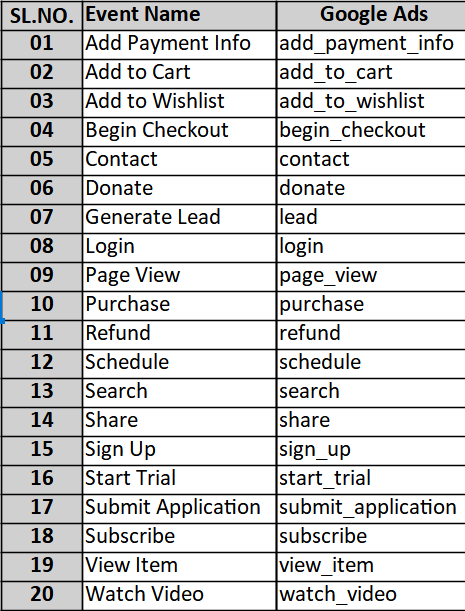 SL.NO. Event Name Google Ads
01 Add Payment Info add_payment_info
02 Add to Cart add_to_cart
03 Add to Wishlist add_to_wishlist
04 Begin Checkout begin_checkout
05 Contact contact
06 Donate donate
07 Generate Lead lead
08 Login login
09 Page View page_view
10 Purchase purchase
11 Refund refund
12 Schedule schedule
13 Search search
14 Share share
15 Sign Up sign_up
16 Start Trial start_trial
17 Submit Application submit_application
18 Subscribe subscribe
19 View Item view_item
20 Watch Video watch_video